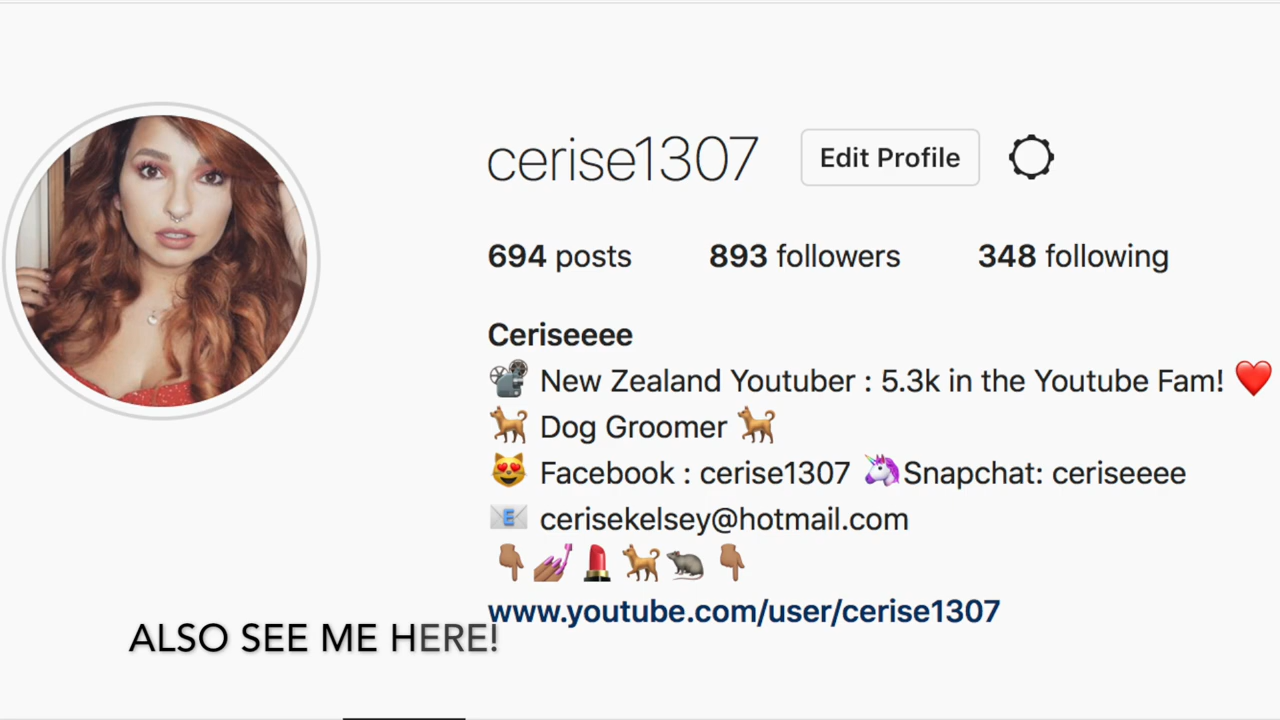 cerise1307 Edit Profile
694 posts 893 followers 348 following
Ceriseeee
New Zealand Youtuber : 5.3k in the Youtube Fam!
Dog Groomer
Facebook : cerise1307 Snapchat: ceriseeee
cerisekelsey@hotmail.com
www.youtube.com/user/cerise1307
ALSO SEE ME HERE!